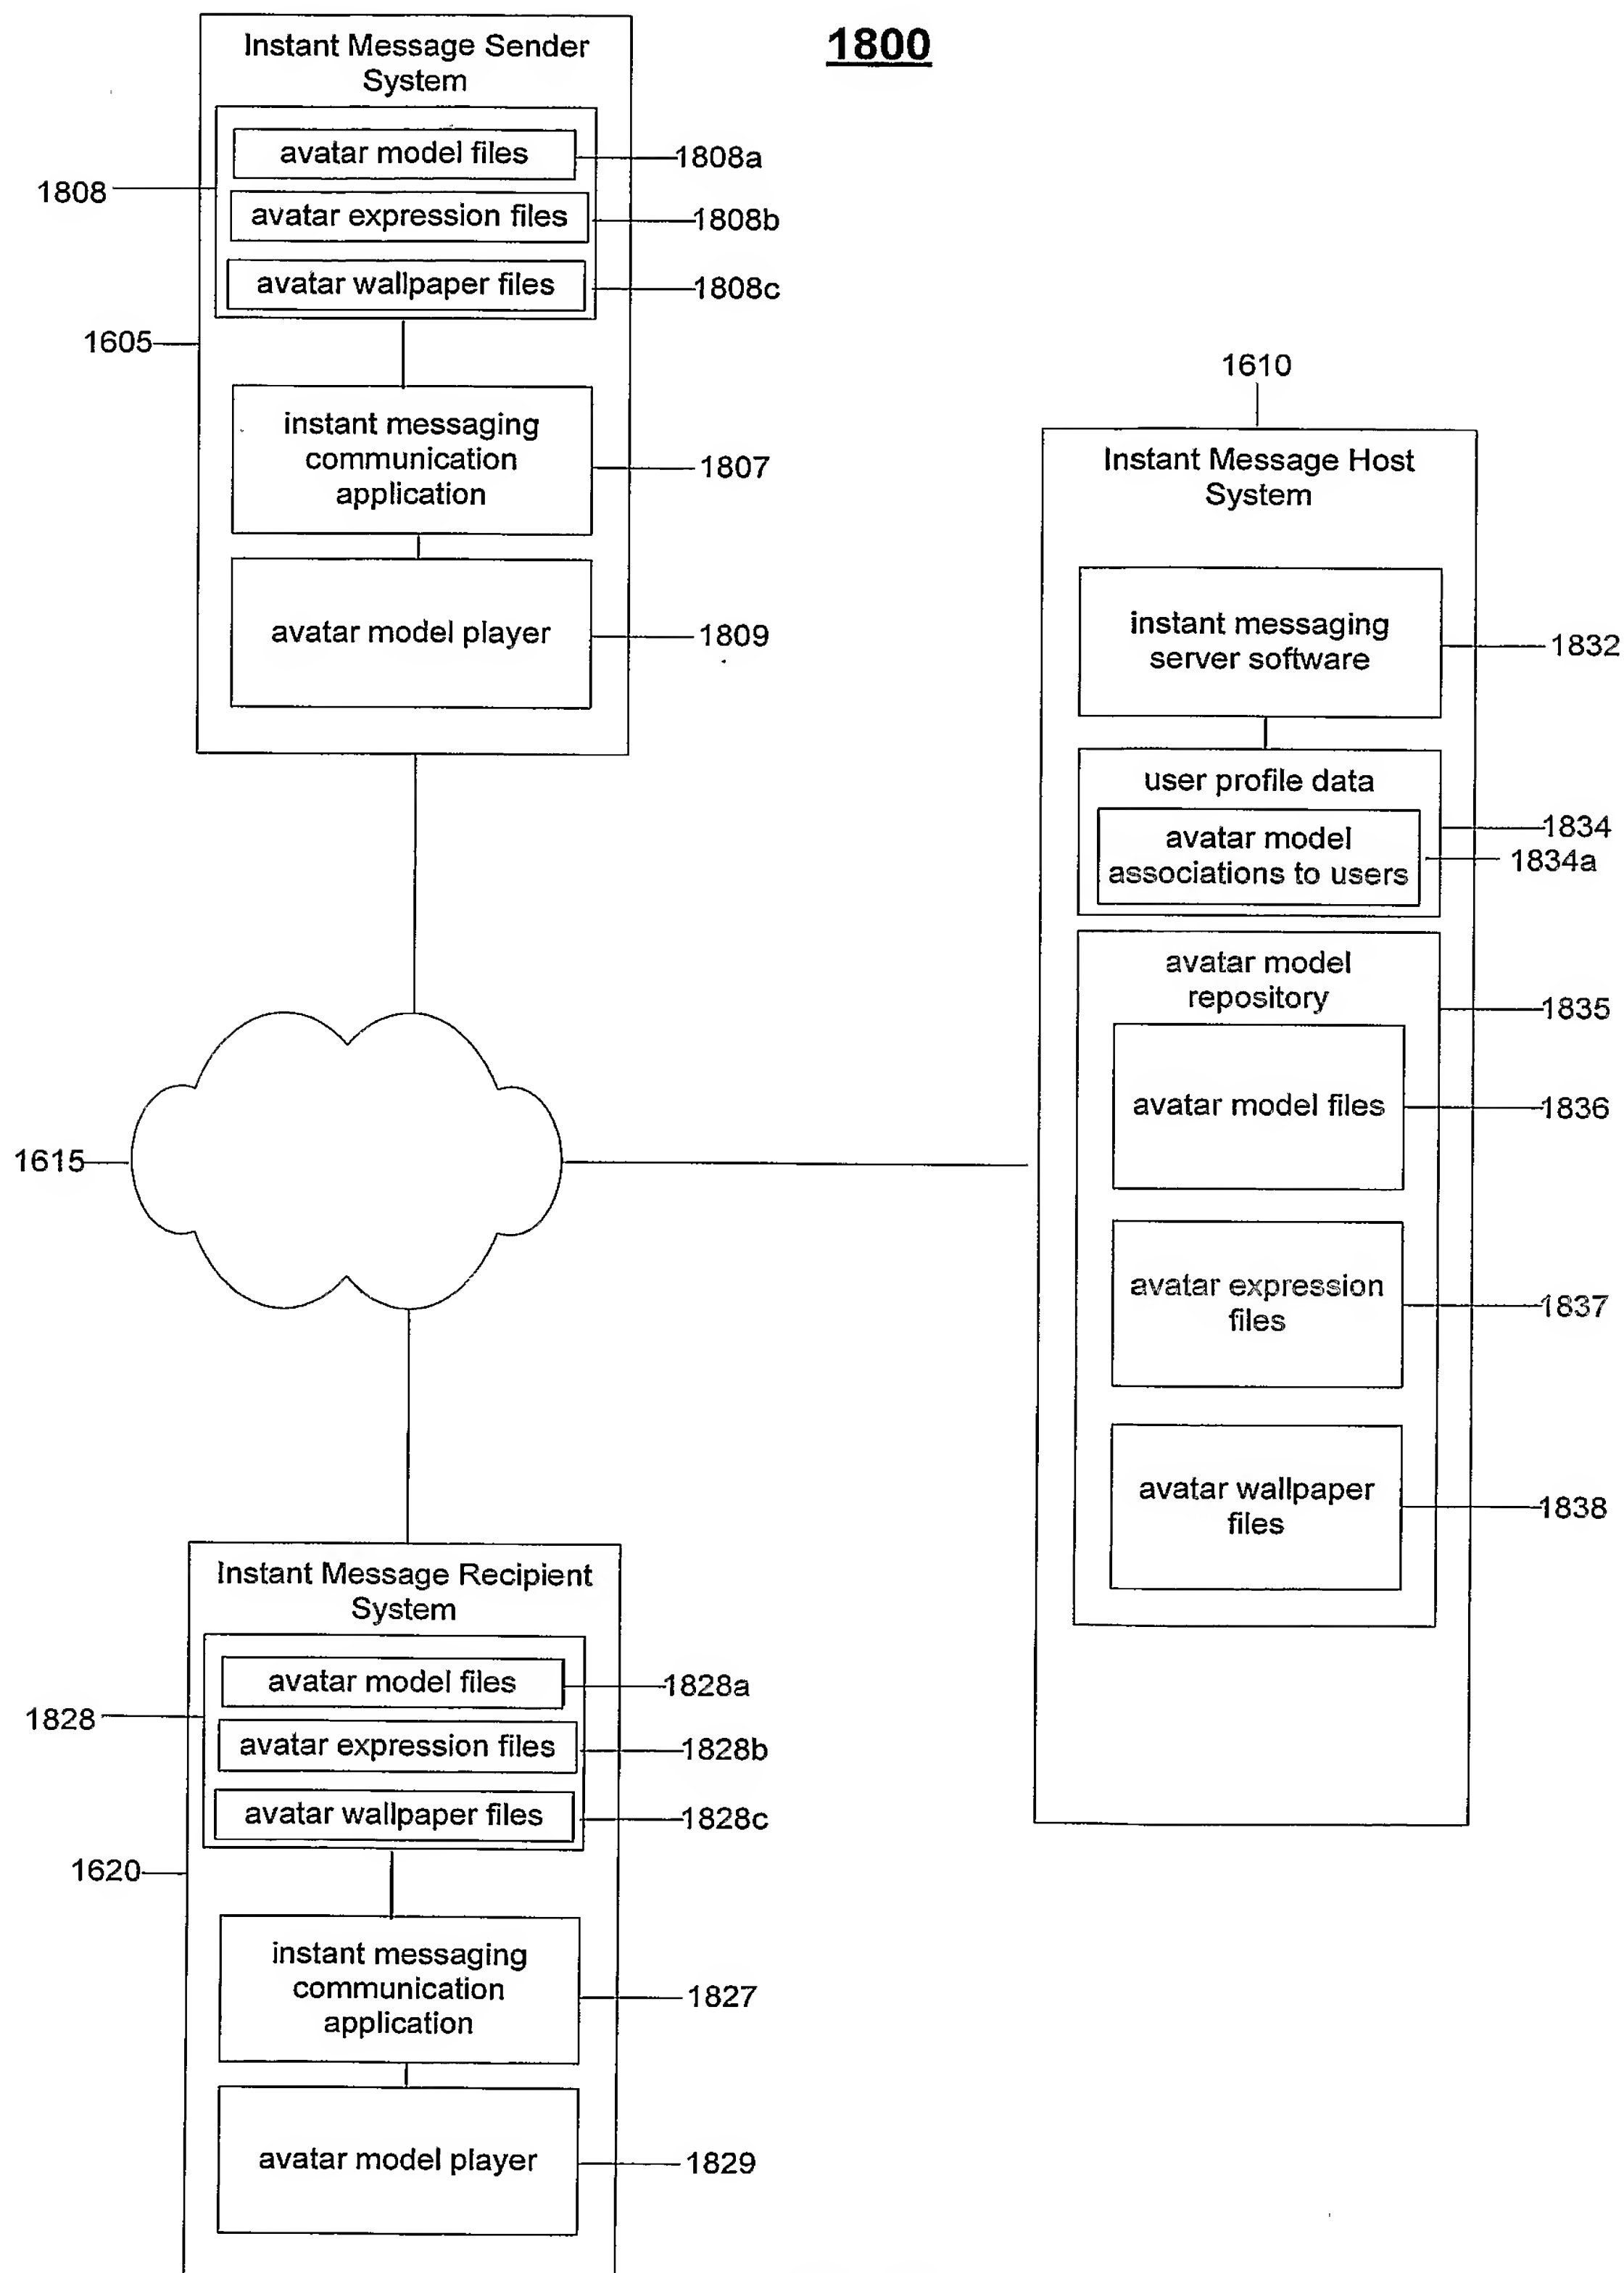 1800
Instant Message Sender
System
avatar model files
1808a
1808
avatar expression files
1808b
avatar wallpaper files
1808c
1605
instant messaging
communication
application
1807
avatar model player
1809
1610
Instant Message Host
System
instant messaging
server software
1832
user profile data
1834
avatar model
associations to users
1834a
avatar model
repository
1835
avatar model files
1836
avatar expression
files
1837
avatar wallpaper
files
1838
1615
Instant Message Recipient
System
avatar model files
1828a
1828
avatar expression files
1828b
avatar wallpaper files
1828c
1620
instant messaging
communication
application
1827
avatar model player
1829